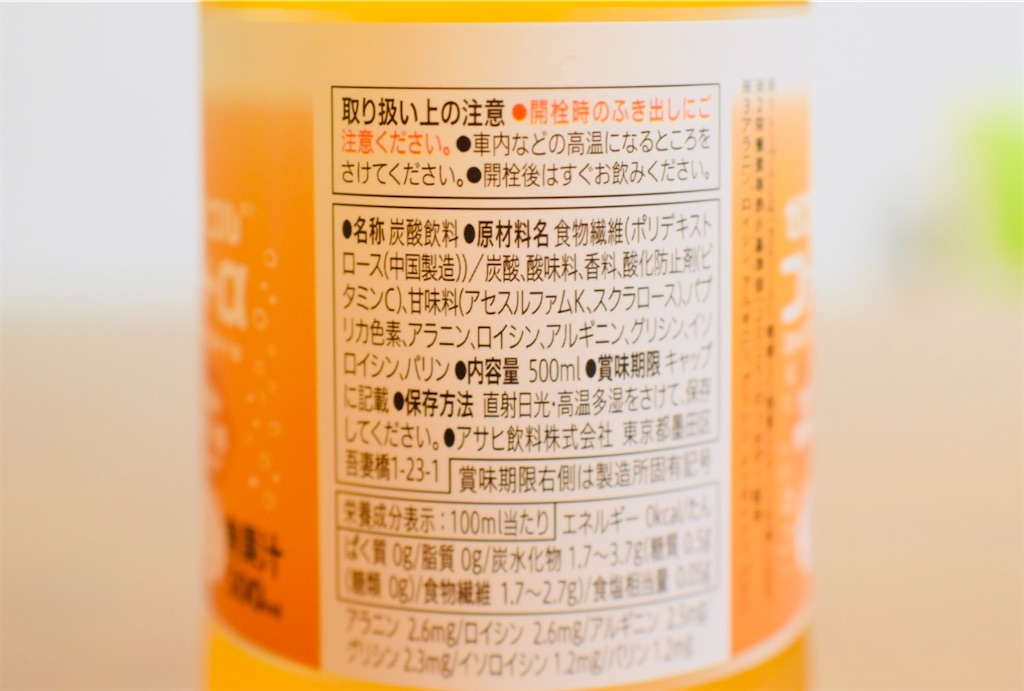 取り扱い上の注意 ●開栓時のふき出しにご
注意ください。●車内などの高温になるところを
さけてください。●開栓後はすぐお飲みください。
●名称 炭酸飲料 ●原材料名 食物繊維(ポリデキスト
ロース(中国製造))/炭酸、酸味料、香料、酸化防止剤(ビ
タミンC)、甘味料(アセスルファムK、スクラロース)、パプ
リカ色素、アラニン、ロイシン、アルギニン、グリシン、イソ
ロイシン、バリン ●内容量 500ml ●賞味期限 キャップ
に記載 ●保存方法 直射日光・高温多湿をさけて、保存
してください。●アサヒ飲料株式会社 東京都墨田区
吾妻橋1-23-1 賞味期限右側は製造所固有記号
栄養成分表示:100ml当たり エネルギー 0kcal/たん
ぱく質 0g/脂質 0g/炭水化物 1.7〜3.7g(糖質 0.5g
(糖類 0g)/食物繊維 1.7〜2.7g)/食塩相当量 0.05g
アラニン 2.6mg/ロイシン 2.6mg/アルギニン 2.5mg
グリシン 2.3mg/イソロイシン 1.2mg/バリン 1.2mg